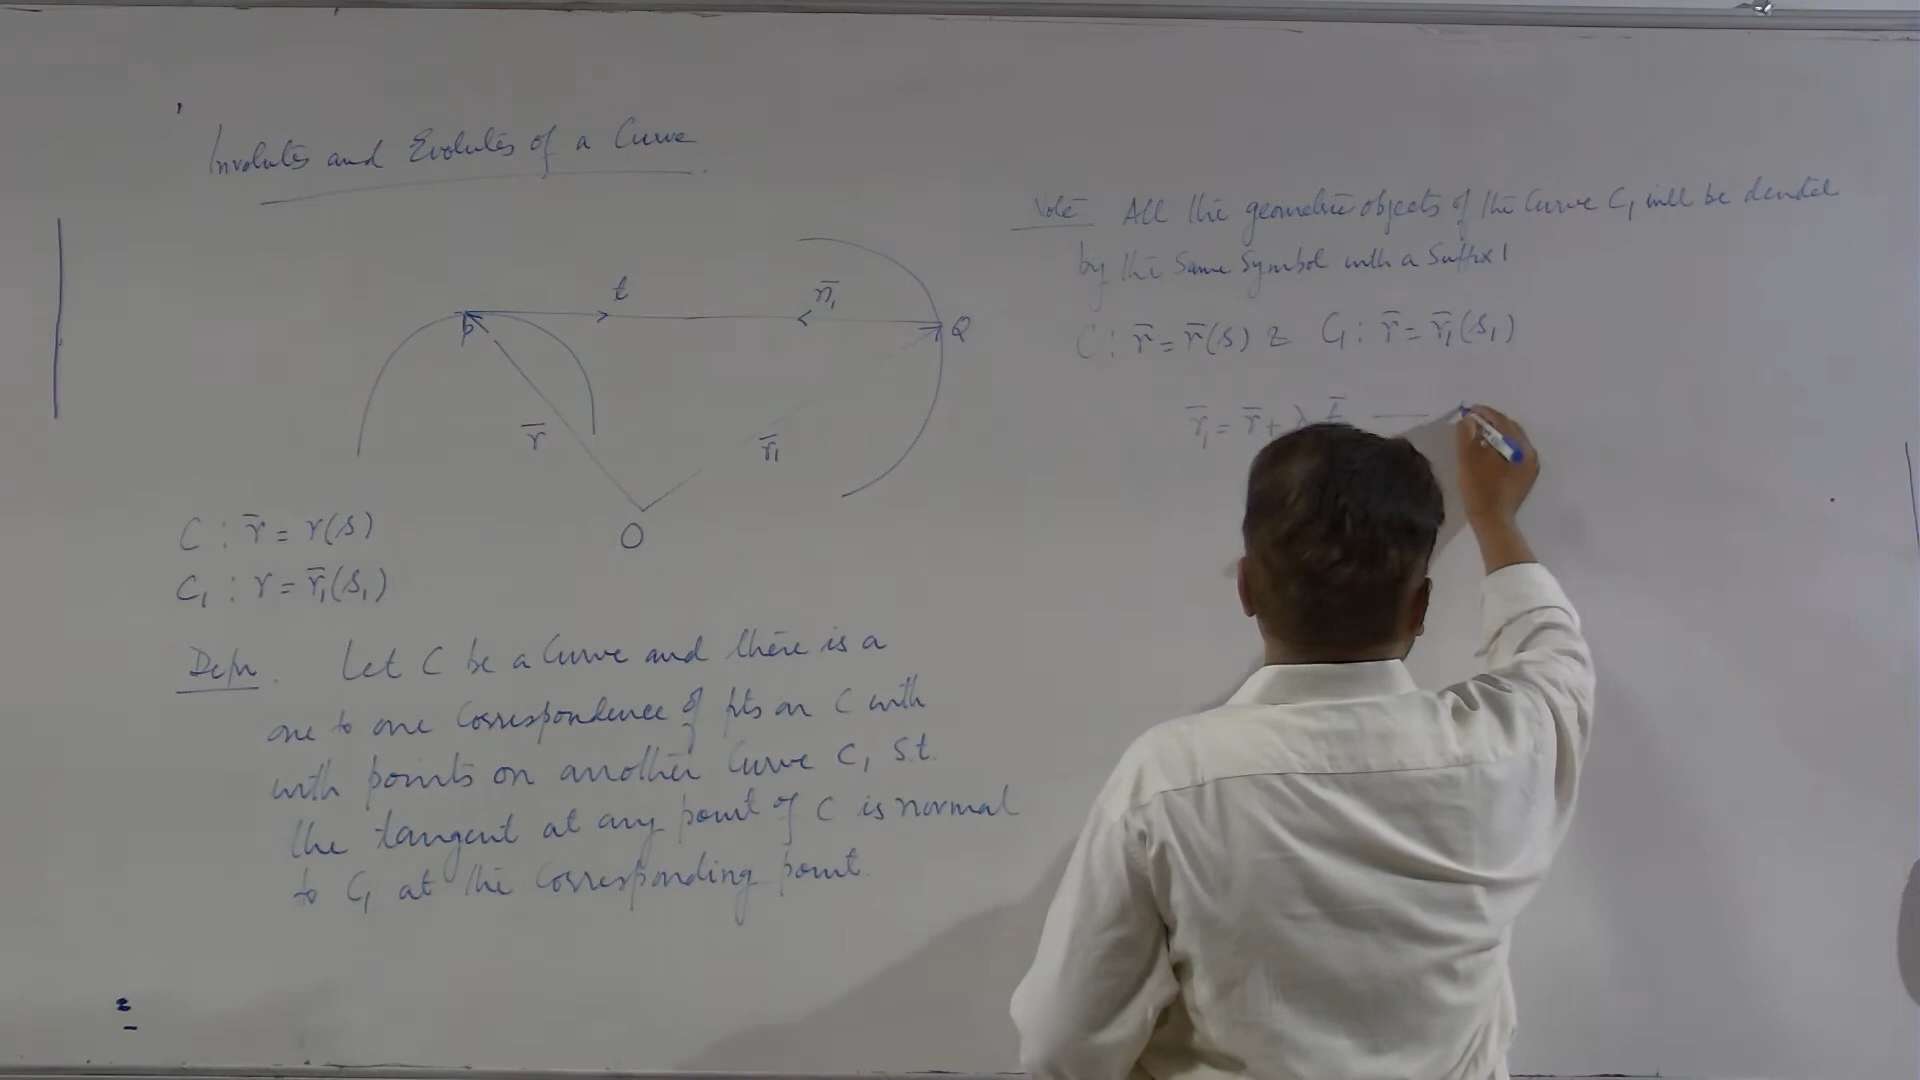 Involutes and Evolutes of a Curve
P
t
n̄₁
Q
r̄
r̄₁
O
C : r̄ = r(s)
C₁ : r = r̄₁(s₁)
Defn. Let C be a Curve and there is a
one to one Correspondence of pts on C with
with points on another Curve C₁ s.t.
the tangent at any point of C is normal
to C₁ at the Corresponding point.
Note. All the geometric objects of the Curve C₁ will be denoted
by the Same Symbol with a Suffix 1
C : r̄ = r̄(s) & C₁ : r̄ = r̄₁(s₁)
r̄₁ = r̄ + λ t̄ —